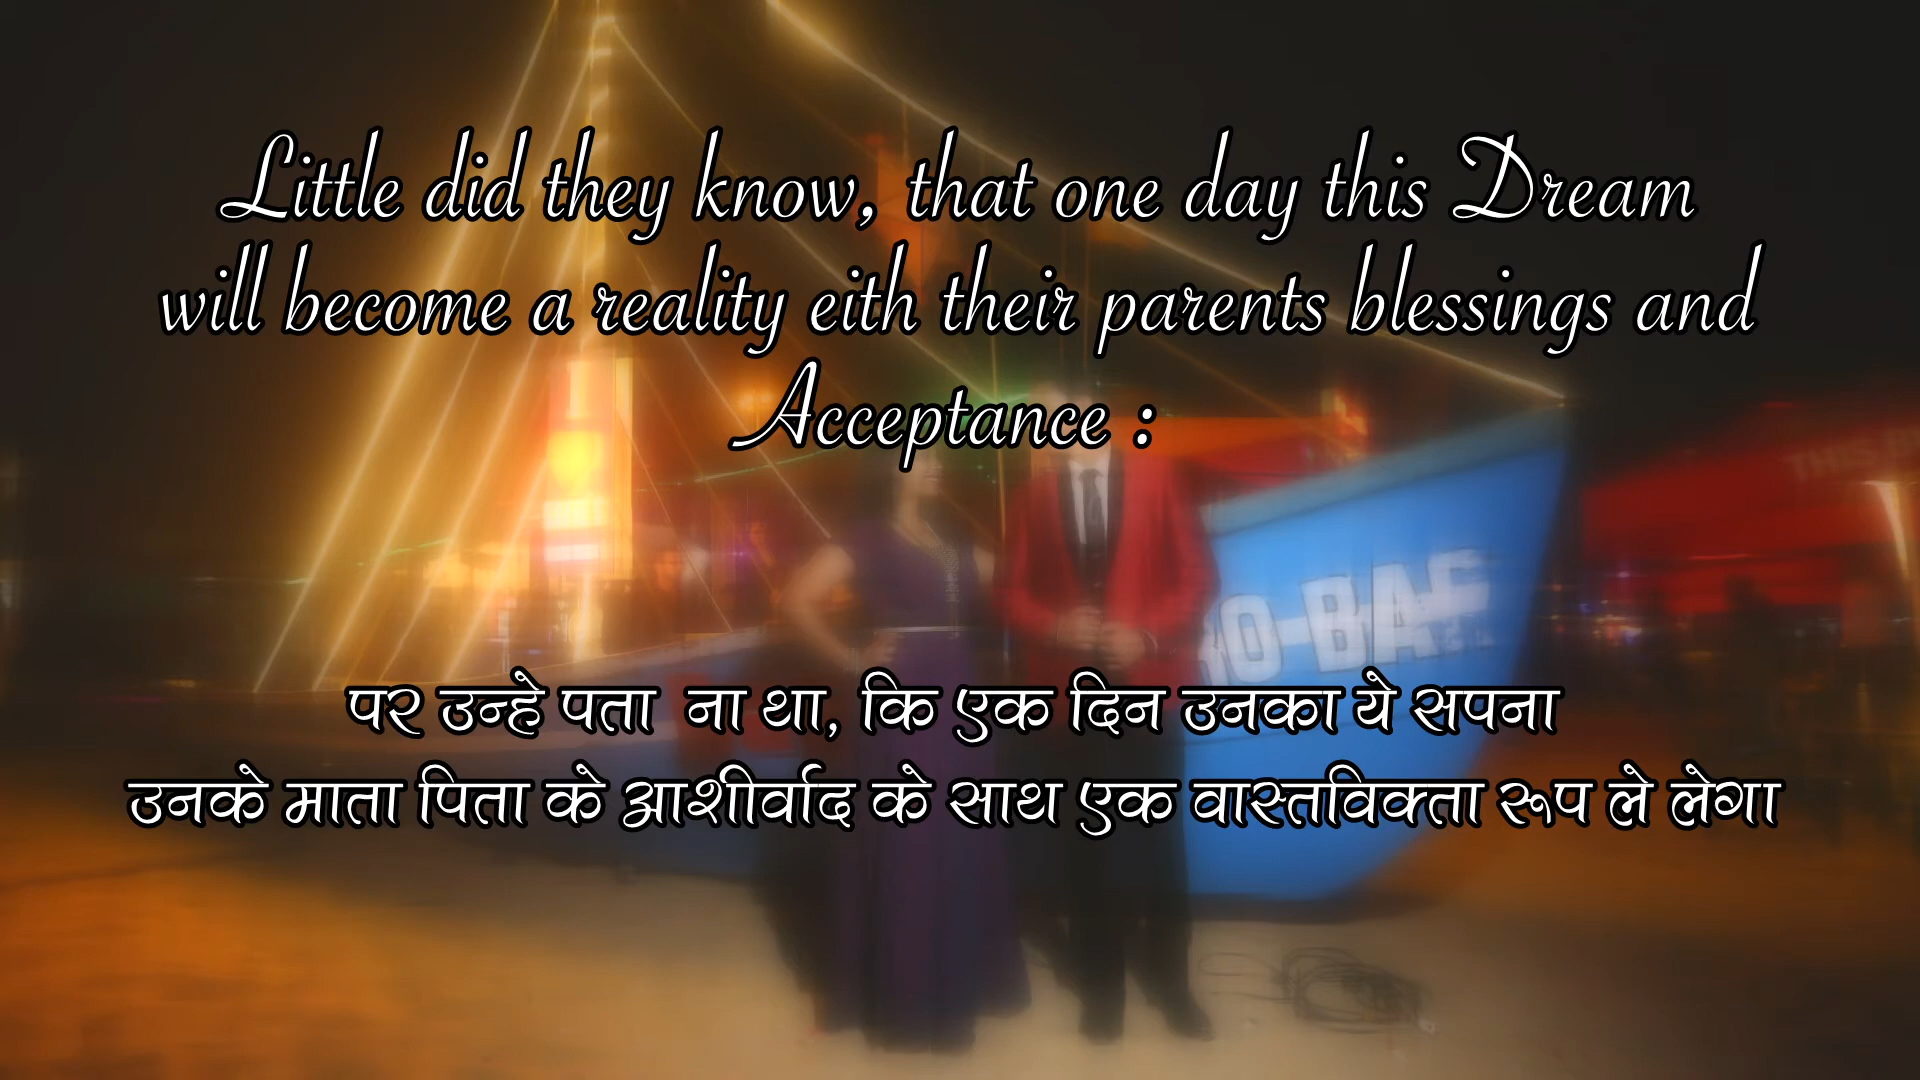 Little did they know, that one day this Dream
will become a reality eith their parents blessings and
Acceptance :
पर उन्हे पता ना था, कि एक दिन उनका ये सपना
उनके माता पिता के आशीर्वाद के साथ एक वास्तविक्ता रूप ले लेगा